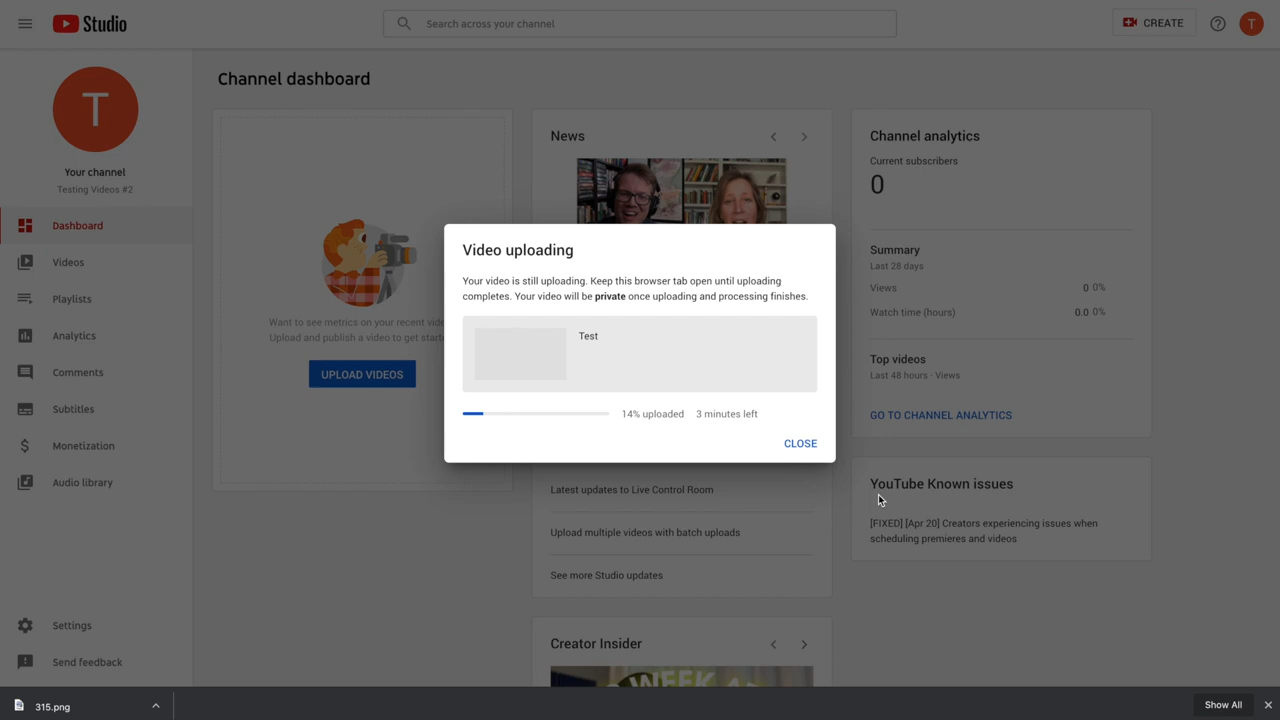 Studio
Search across your channel
CREATE
T
T
Your channel
Testing Videos #2
Dashboard
Videos
Playlists
Analytics
Comments
Subtitles
Monetization
Audio library
Settings
Send feedback
Channel dashboard
Want to see metrics on your recent vide
Upload and publish a video to get starte
UPLOAD VIDEOS
News
Video uploading
Your video is still uploading. Keep this browser tab open until uploading
completes. Your video will be private once uploading and processing finishes.
Test
14% uploaded 3 minutes left
CLOSE
Latest updates to Live Control Room
Upload multiple videos with batch uploads
See more Studio updates
Creator Insider
WEEK
Channel analytics
Current subscribers
0
Summary
Last 28 days
Views 0 0%
Watch time (hours) 0.0 0%
Top videos
Last 48 hours · Views
GO TO CHANNEL ANALYTICS
YouTube Known issues
[FIXED] [Apr 20] Creators experiencing issues when
scheduling premieres and videos
315.png
Show All